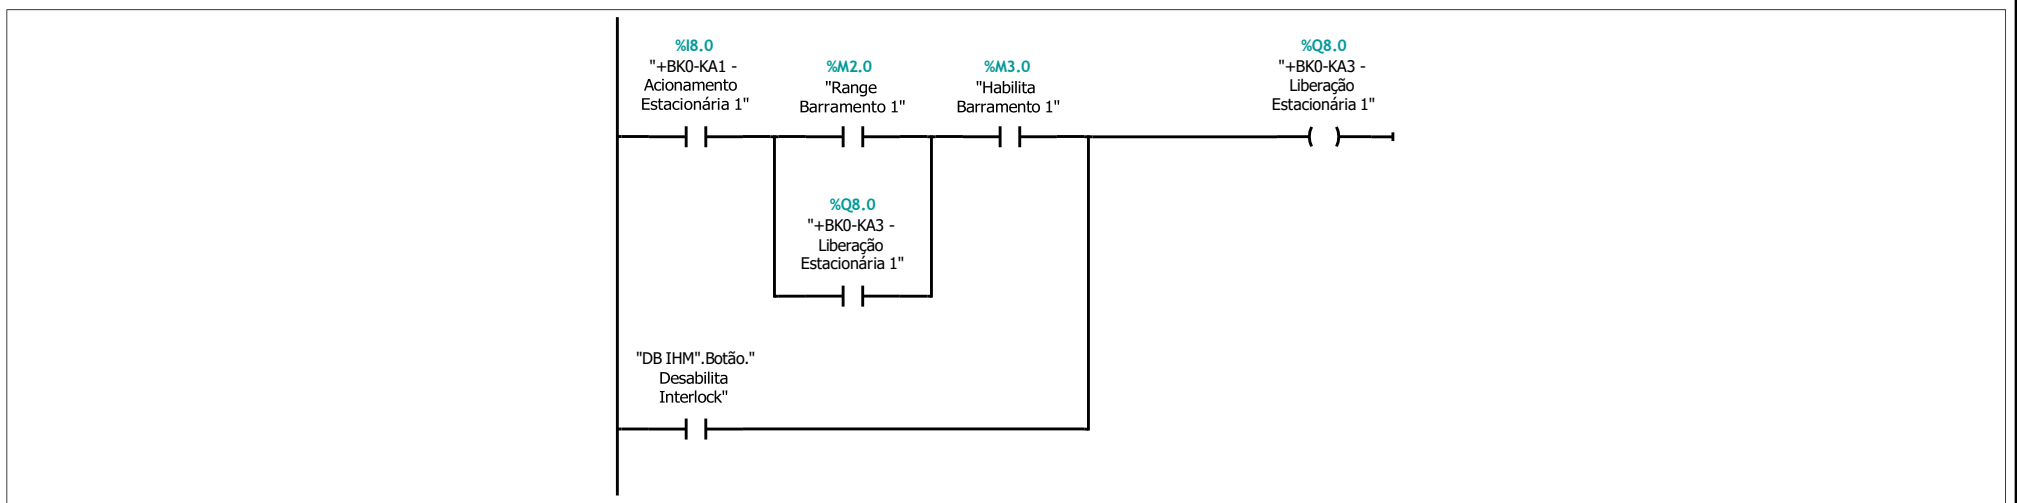 %I8.0
"+BK0-KA1 -
Acionamento
Estacionária 1"
%M2.0
"Range
Barramento 1"
%M3.0
"Habilita
Barramento 1"
%Q8.0
"+BK0-KA3 -
Liberação
Estacionária 1"
%Q8.0
"+BK0-KA3 -
Liberação
Estacionária 1"
"DB IHM".Botão."
Desabilita
Interlock"